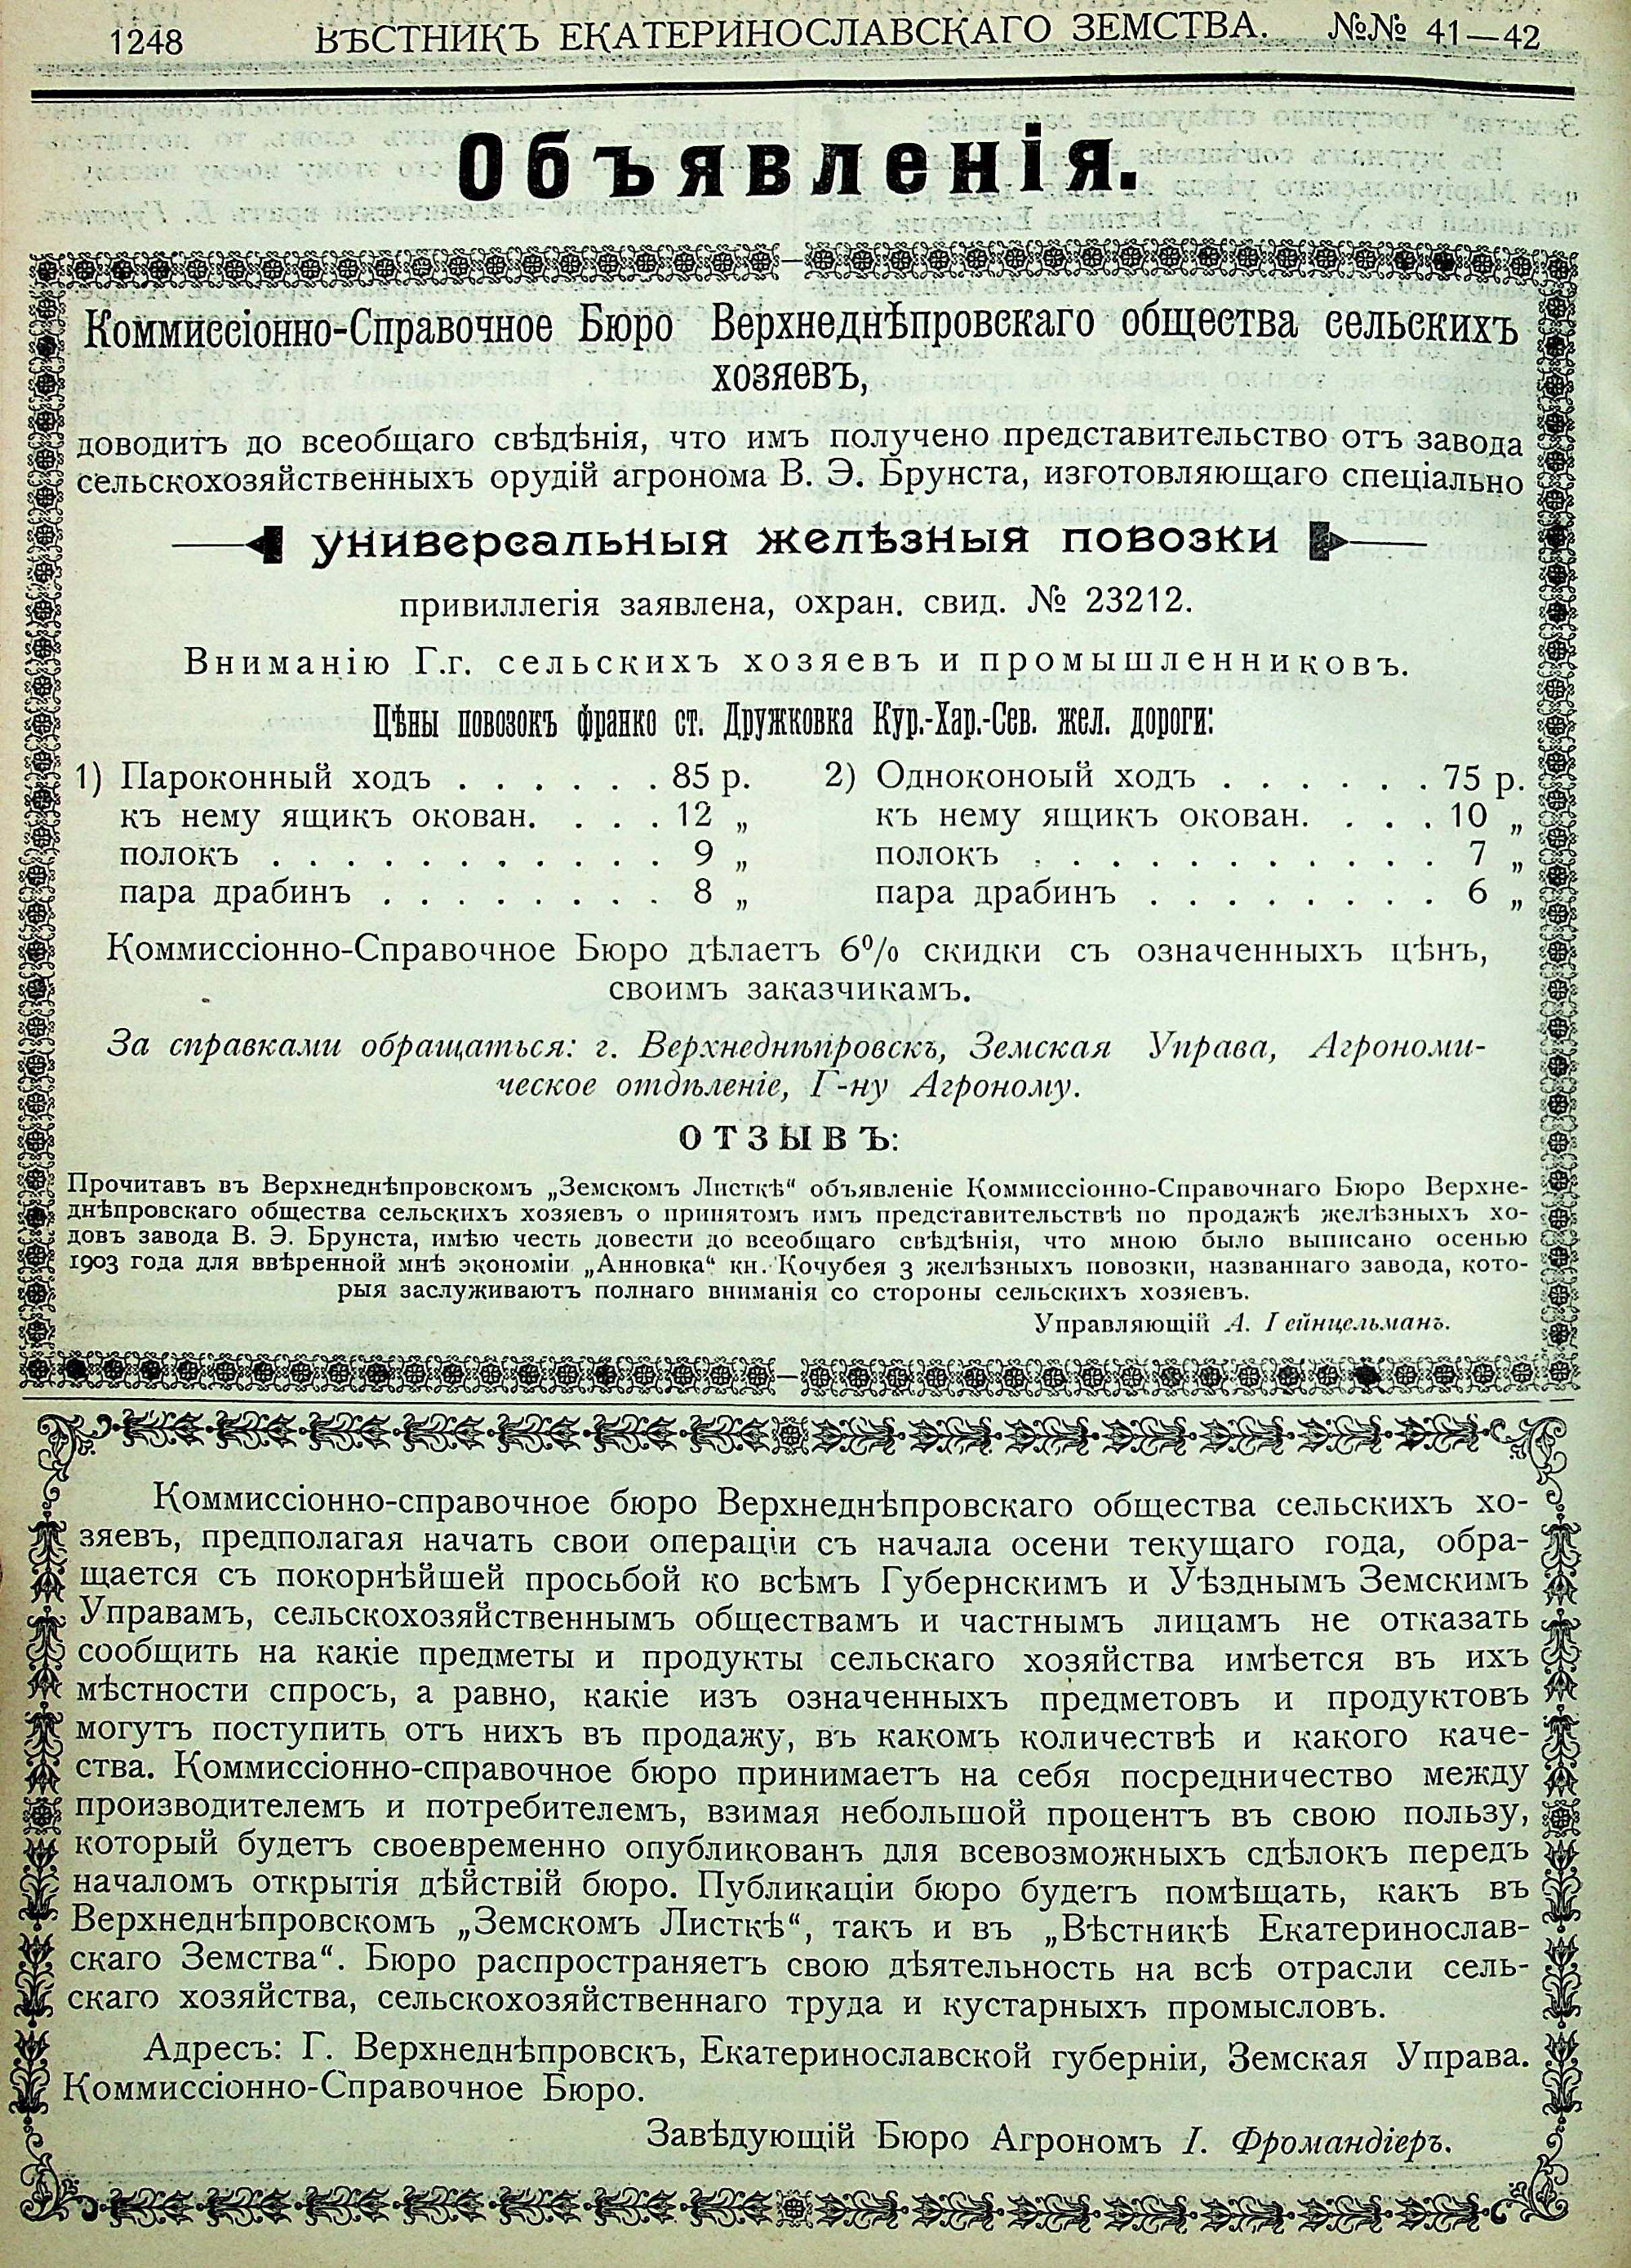 1248 ВѢСТНИКЪ ЕКАТЕРИНОСЛАВСКАГО ЗЕМСТВА. №№ 41—42
Объявленія.
Коммиссіонно-Справочное Бюро Верхнеднѣпровскаго общества сельскихъ
хозяевъ,
доводитъ до всеобщаго свѣдѣнія, что имъ получено представительство отъ завода
сельскохозяйственныхъ орудій агронома В. Э. Брунста, изготовляющаго спеціально
универсальныя желѣзныя повозки
привиллегія заявлена, охран. свид. № 23212.
Вниманію Г.г. сельскихъ хозяевъ и промышленниковъ.
Цѣны повозокъ франко ст. Дружковка Кур.-Хар.-Сев. жел. дороги:
1) Пароконный ходъ . . . . . . 85 р.
къ нему ящикъ окован. . . . . 12 „
полокъ . . . . . . . . . . . 9 „
пара драбинъ . . . . . . . . 8 „
2) Одноконоый ходъ . . . . . . 75 р.
къ нему ящикъ окован. . . . . 10 „
полокъ . . . . . . . . . . . 7 „
пара драбинъ . . . . . . . . 6 „
Коммиссіонно-Справочное Бюро дѣлаетъ 6% скидки съ означенныхъ цѣнъ,
своимъ заказчикамъ.
За справками обращаться: г. Верхнеднѣпровскъ, Земская Управа, Агрономи-
ческое отдѣленіе, Г-ну Агроному.
ОТЗЫВЪ:
Прочитавъ въ Верхнеднѣпровскомъ „Земскомъ Листкѣ“ объявленіе Коммиссіонно-Справочнаго Бюро Верхне-
днѣпровскаго общества сельскихъ хозяевъ о принятомъ имъ представительствѣ по продажѣ желѣзныхъ хо-
довъ завода В. Э. Брунста, имѣю честь довести до всеобщаго свѣдѣнія, что мною было выписано осенью
1903 года для ввѣренной мнѣ экономіи „Анновка“ кн. Кочубея 3 желѣзныхъ повозки, названнаго завода, кото-
рыя заслуживаютъ полнаго вниманія со стороны сельскихъ хозяевъ.
Управляющій А. Гейнцельманъ.
Коммиссіонно-справочное бюро Верхнеднѣпровскаго общества сельскихъ хо-
зяевъ, предполагая начать свои операціи съ начала осени текущаго года, обра-
щается съ покорнѣйшей просьбой ко всѣмъ Губернскимъ и Уѣзднымъ Земскимъ
Управамъ, сельскохозяйственнымъ обществамъ и частнымъ лицамъ не отказать
сообщить на какіе предметы и продукты сельскаго хозяйства имѣется въ ихъ
мѣстности спросъ, а равно, какіе изъ означенныхъ предметовъ и продуктовъ
могутъ поступить отъ нихъ въ продажу, въ какомъ количествѣ и какого каче-
ства. Коммиссіонно-справочное бюро принимаетъ на себя посредничество между
производителемъ и потребителемъ, взимая небольшой процентъ въ свою пользу,
который будетъ своевременно опубликованъ для всевозможныхъ сдѣлокъ передъ
началомъ открытія дѣйствій бюро. Публикаціи бюро будетъ помѣщать, какъ въ
Верхнеднѣпровскомъ „Земскомъ Листкѣ“, такъ и въ „Вѣстникѣ Екатеринослав-
скаго Земства“. Бюро распространяетъ свою дѣятельность на всѣ отрасли сель-
скаго хозяйства, сельскохозяйственнаго труда и кустарныхъ промысловъ.
Адресъ: Г. Верхнеднѣпровскъ, Екатеринославской губерніи, Земская Управа.
Коммиссіонно-Справочное Бюро.
Завѣдующій Бюро Агрономъ І. Фромандіеръ.